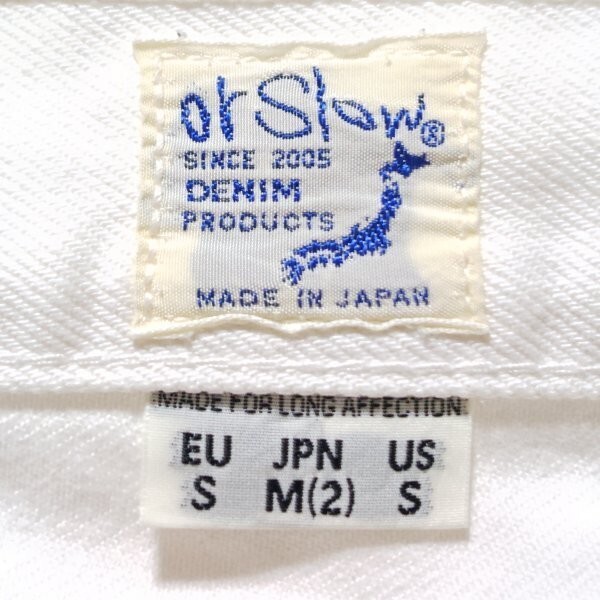 orSlow®
SINCE 2005
DENIM
PRODUCTS
MADE IN JAPAN
MADE FOR LONG AFFECTION
EU JPN US
S M(2) S